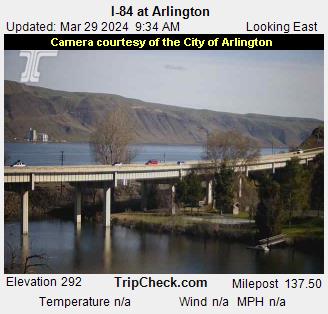 I-84 at Arlington
Updated: Mar 29 2024 9:34 AM Looking East
Camera courtesy of the City of Arlington
Elevation 292 TripCheck.com Milepost 137.50
Temperature n/a Wind n/a MPH n/a